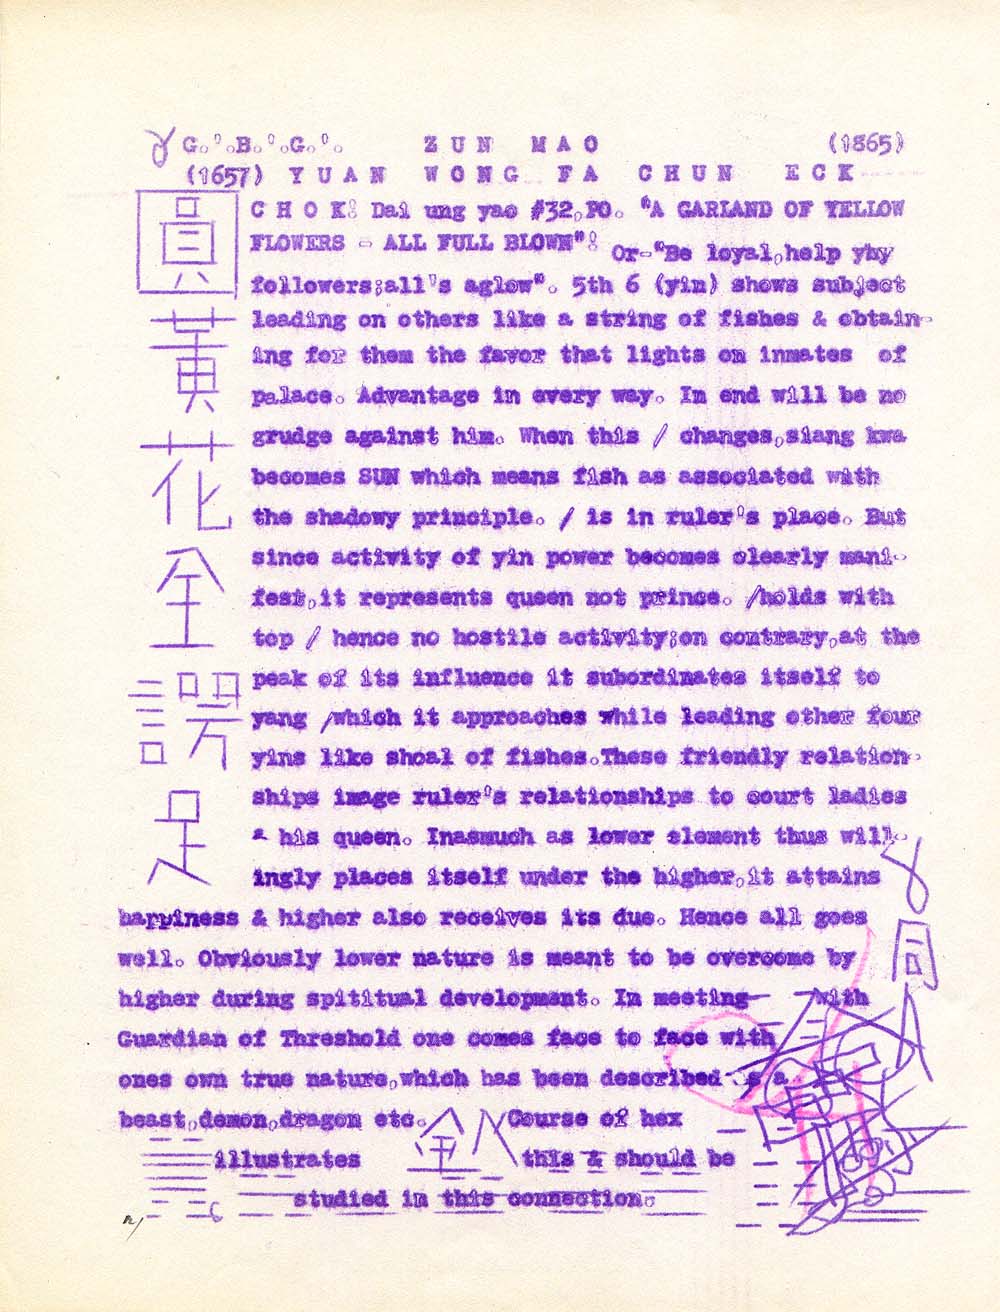 G.'.B.'.G.'. ZUN MAO (1865)
(1657) YUAN WONG FA CHUN ECK
CHOK! Dai ung yao #32,PO. "A GARLAND OF YELLOW
FLOWERS - ALL FULL BLOWN"! Or-"Be loyal,help yhy
followers;all's aglow". 5th 6 (yin) shows subject
leading on others like a string of fishes & obtain-
ing for them the favor that lights on inmates of
palace. Advantage in every way. In end will be no
grudge against him. When this / changes,siang kwa
becomes SUN which means fish as associated with
the shadowy principle. / is in ruler's place. But
since activity of yin power becomes clearly mani-
fest,it represents queen not prince. /holds with
top / hence no hostile activity;on contrary,at the
peak of its influence it subordinates itself to
yang /which it approaches while leading other four
yins like shoal of fishes.These friendly relation-
ships image ruler's relationships to court ladies
a his queen. Inasmuch as lower element thus will-
ingly places itself under the higher,it attains
happiness & higher also receives its due. Hence all goes
well. Obviously lower nature is meant to be overcome by
higher during spititual development. In meeting with
Guardian of Threshold one comes face to face with
ones own true nature,which has been described as a
beast,demon,dragon etc. Course of hex
illustrates this & should be
studied in this connection.
黃
花
全
足
同
金
八